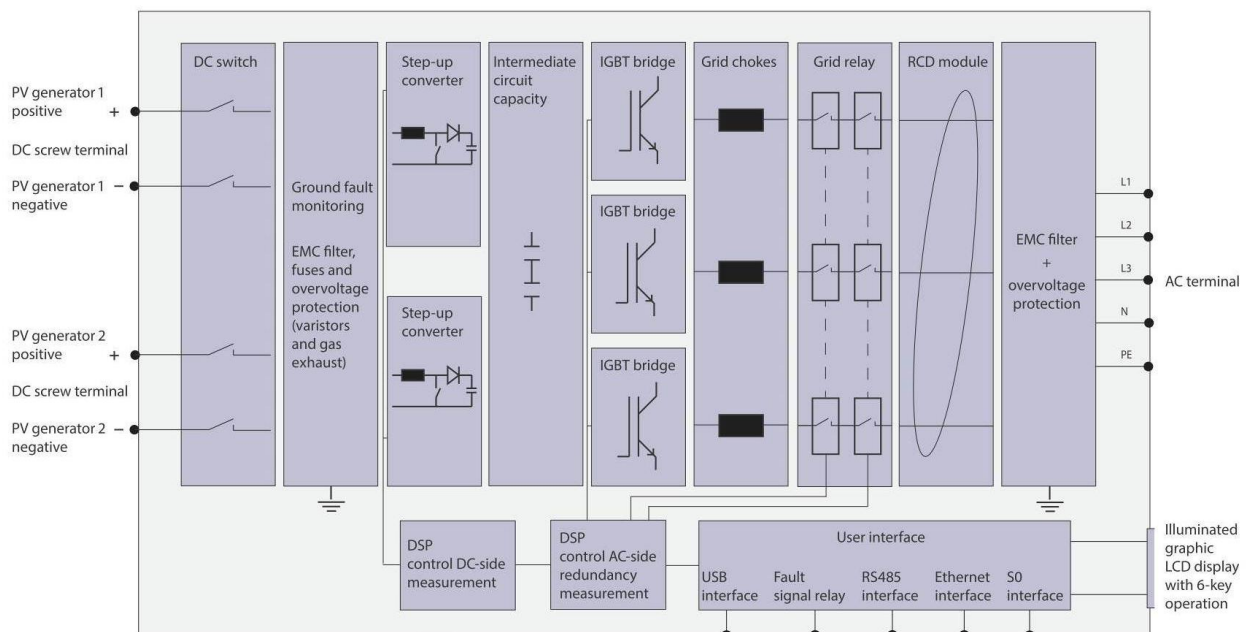 DC switch
Step-up
converter
Intermediate
circuit
capacity
IGBT bridge
Grid chokes
Grid relay
RCD module
PV generator 1
positive
+
DC screw terminal
PV generator 1
negative
−
Ground fault
monitoring
EMC filter,
fuses and
overvoltage
protection
(varistors
and gas
exhaust)
IGBT bridge
Step-up
converter
IGBT bridge
EMC filter
+
overvoltage
protection
L1
L2
L3
N
PE
AC terminal
PV generator 2
positive
+
DC screw terminal
PV generator 2
negative
−
DSP
control DC-side
measurement
DSP
control AC-side
redundancy
measurement
User interface
USB
interface
Fault
signal relay
RS485
interface
Ethernet
interface
S0
interface
Illuminated
graphic
LCD display
with 6-key
operation